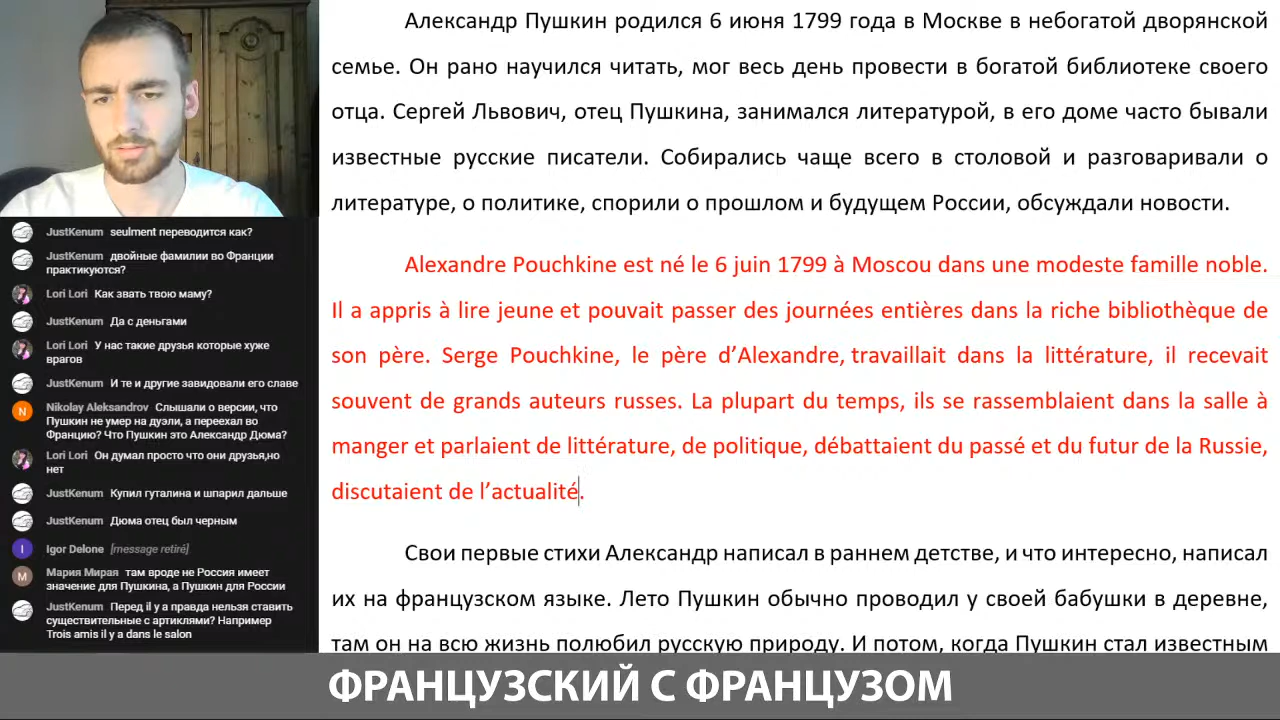 JustKenum seulment переводится как?
JustKenum двойные фамилии во Франции
практикуются?
Lori Lori Как звать твою маму?
JustKenum Да с деньгами
Lori Lori У нас такие друзья которые хуже
врагов
JustKenum И те и другие завидовали его славе
Nikolay Aleksandrov Слышали о версии, что
Пушкин не умер на дуэли, а переехал во
Францию? Что Пушкин это Александр Дюма?
Lori Lori Он думал просто что они друзья,но
нет
JustKenum Купил гуталина и шпарил дальше
JustKenum Дюма отец был черным
Igor Delone [message retiré]
Мария Мирая там вроде не Россия имеет
значение для Пушкина, а Пушкин для России
JustKenum Перед il y a правда нельзя ставить
существительные с артиклями? Например
Trois amis il y a dans le salon
Александр Пушкин родился 6 июня 1799 года в Москве в небогатой дворянской
семье. Он рано научился читать, мог весь день провести в богатой библиотеке своего
отца. Сергей Львович, отец Пушкина, занимался литературой, в его доме часто бывали
известные русские писатели. Собирались чаще всего в столовой и разговаривали о
литературе, о политике, спорили о прошлом и будущем России, обсуждали новости.
Alexandre Pouchkine est né le 6 juin 1799 à Moscou dans une modeste famille noble.
Il a appris à lire jeune et pouvait passer des journées entières dans la riche bibliothèque de
son père. Serge Pouchkine, le père d’Alexandre, travaillait dans la littérature, il recevait
souvent de grands auteurs russes. La plupart du temps, ils se rassemblaient dans la salle à
manger et parlaient de littérature, de politique, débattaient du passé et du futur de la Russie,
discutaient de l’actualité.
Свои первые стихи Александр написал в раннем детстве, и что интересно, написал
их на французском языке. Лето Пушкин обычно проводил у своей бабушки в деревне,
там он на всю жизнь полюбил русскую природу. И потом, когда Пушкин стал известным
ФРАНЦУЗСКИЙ С ФРАНЦУЗОМ
N
I
M